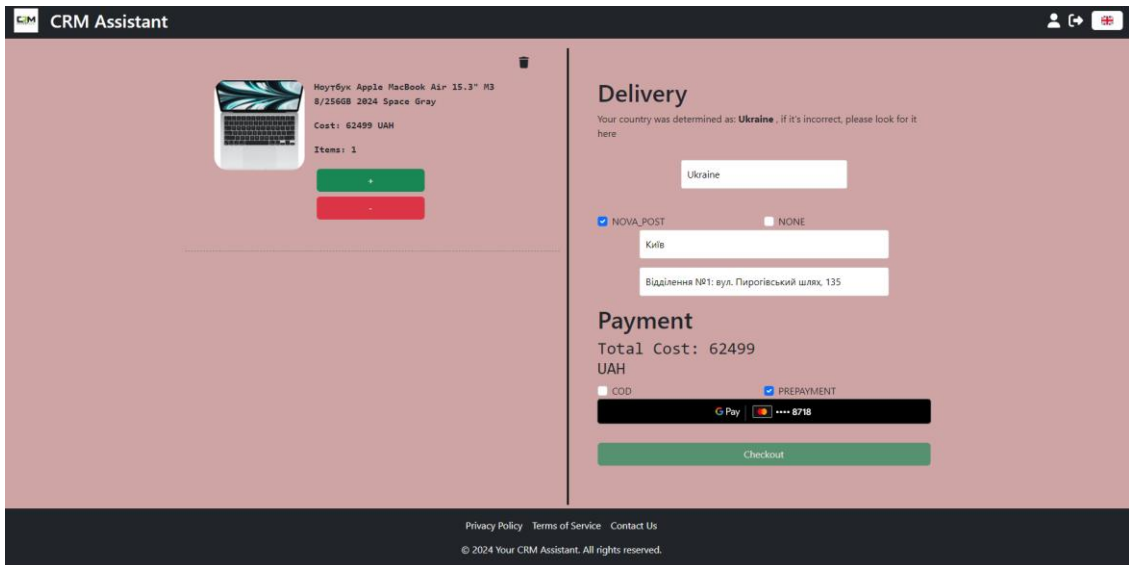 CRM
CRM Assistant
Ноутбук Apple MacBook Air 15.3" M3
8/256GB 2024 Space Gray
Cost: 62499 UAH
Items: 1
+
-
Delivery
Your country was determined as: Ukraine , if it's incorrect, please look for it
here
Ukraine
NOVA_POST
NONE
Київ
Відділення №1: вул. Пирогівський шлях, 135
Payment
Total Cost: 62499
UAH
COD
PREPAYMENT
G Pay •••• 8718
Checkout
Privacy Policy Terms of Service Contact Us
© 2024 Your CRM Assistant. All rights reserved.